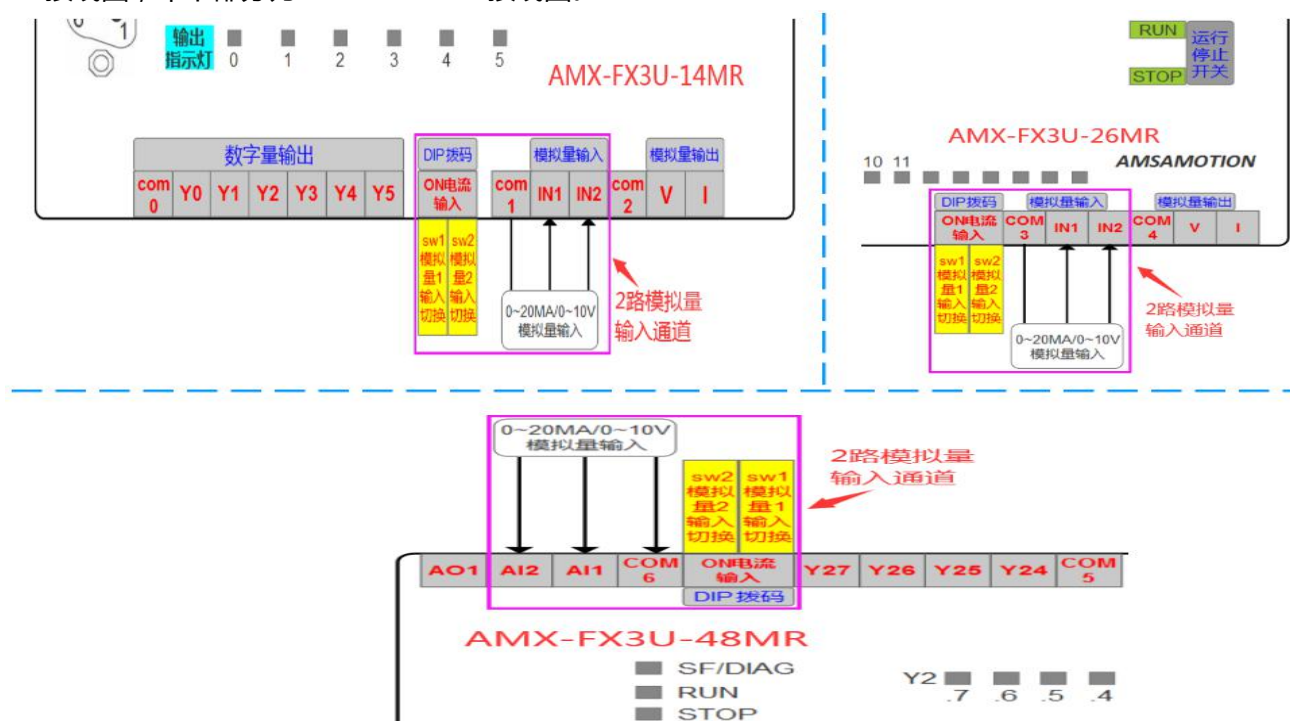 输出
指示灯
0 1 2 3 4 5
AMX-FX3U-14MR
数字量输出
DIP拨码
模拟量输入
模拟量输出
com
0
Y0 Y1 Y2 Y3 Y4 Y5
ON电流
输入
com
1
IN1 IN2
com
2
V I
sw1
模拟
量1
输入
切换
sw2
模拟
量2
输入
切换
0~20MA/0~10V
模拟量输入
2路模拟量
输入通道
RUN
STOP
运行
停止
开关
AMX-FX3U-26MR
10 11
AMSAMOTION
DIP拨码
模拟量输入
模拟量输出
ON电流
输入
COM
3
IN1 IN2
COM
4
V I
sw1
模拟
量1
输入
切换
sw2
模拟
量2
输入
切换
0~20MA/0~10V
模拟量输入
2路模拟量
输入通道
0~20MA/0~10V
模拟量输入
sw2
模拟
量2
输入
切换
sw1
模拟
量1
输入
切换
2路模拟量
输入通道
AO1 AI2 AI1
COM
6
ON电流
输入
Y27 Y26 Y25 Y24
COM
5
DIP拨码
AMX-FX3U-48MR
SF/DIAG
RUN
STOP
Y2
.7 .6 .5 .4